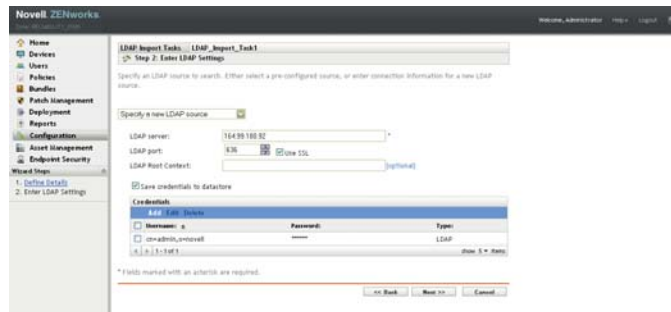 Novell ZENworks
Welcome, Administrator Help Logout
Home
Devices
Users
Policies
Bundles
Patch Management
Deployment
Reports
Configuration
Asset Management
Endpoint Security
Wizard Steps
1. Define Details
2. Enter LDAP Settings
LDAP Import Tasks LDAP_Import_Task1
Step 2: Enter LDAP Settings
Specify an LDAP source to search. Either select a pre-configured source, or enter connection information for a new LDAP
source.
Specify a new LDAP source
LDAP server: 164.99.180.92 *
LDAP port: 636 Use SSL
LDAP Root Context: (optional)
Save credentials to datastore
Credentials
Add Edit Delete
Username: Password: Type:
cn=admin,o=novell ****** LDAP
1 - 1 of 1 show 5 items
* Fields marked with an asterisk are required.
<< Back Next >> Cancel